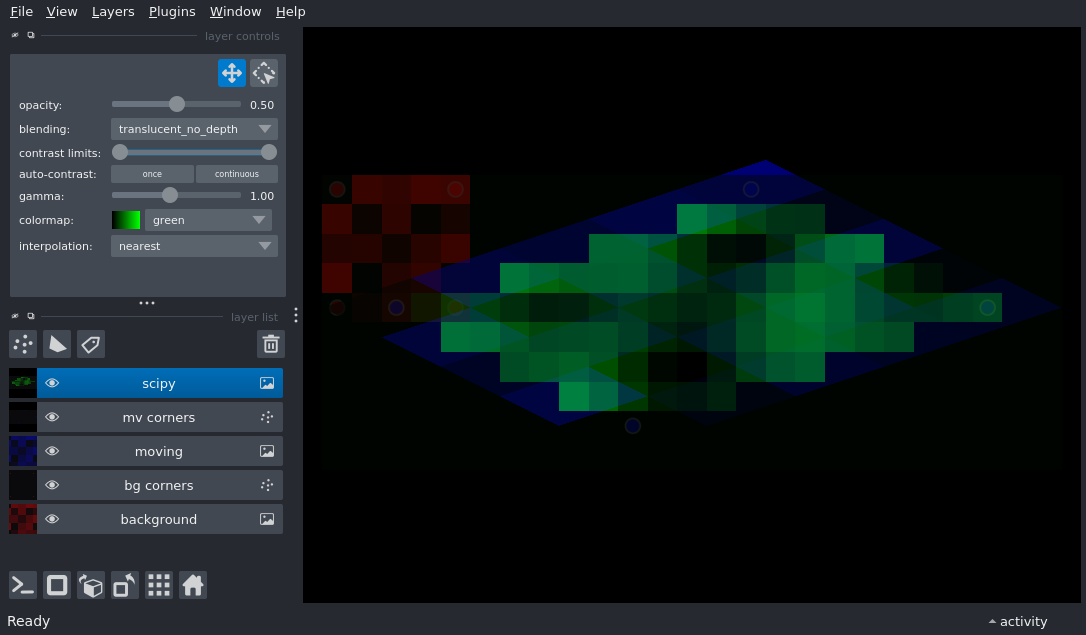 File View Layers Plugins Window Help
layer controls
opacity: 0.50
blending: translucent_no_depth
contrast limits:
auto-contrast: once continuous
gamma: 1.00
colormap: green
interpolation: nearest
layer list
scipy
mv corners
moving
bg corners
background
Ready
activity